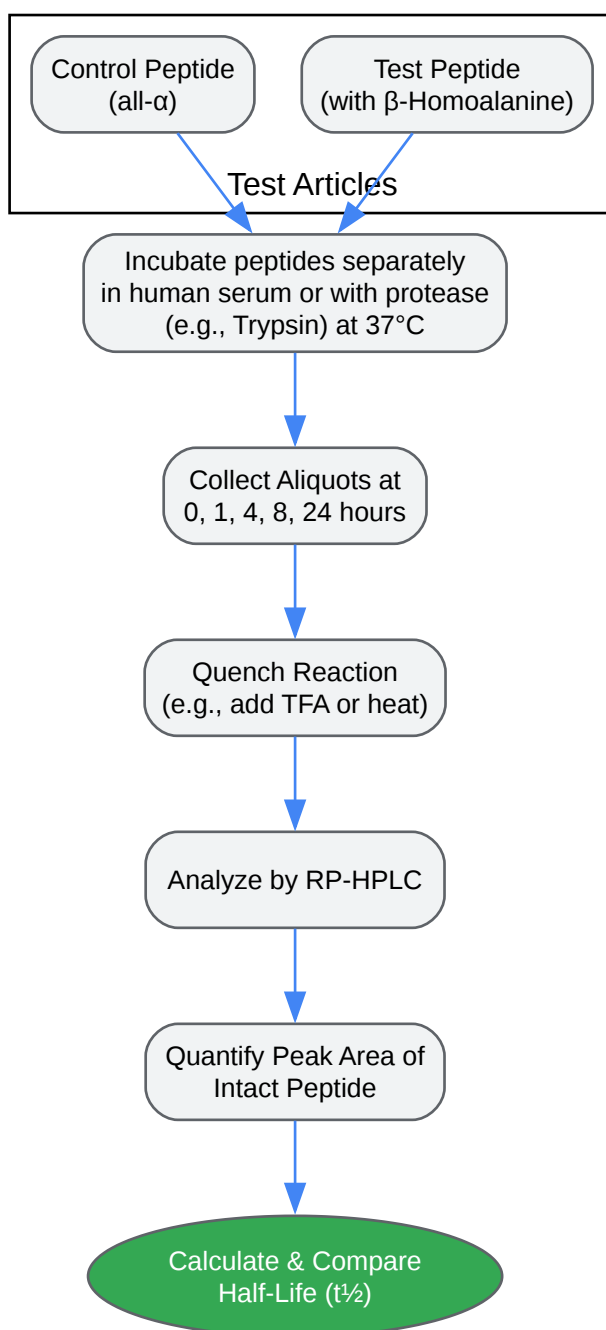 Control Peptide
(all-α)
Test Peptide
(with β-Homoalanine)
Test Articles
Incubate peptides separately
in human serum or with protease
(e.g., Trypsin) at 37°C
Collect Aliquots at
0, 1, 4, 8, 24 hours
Quench Reaction
(e.g., add TFA or heat)
Analyze by RP-HPLC
Quantify Peak Area of
Intact Peptide
Calculate & Compare
Half-Life (t½)